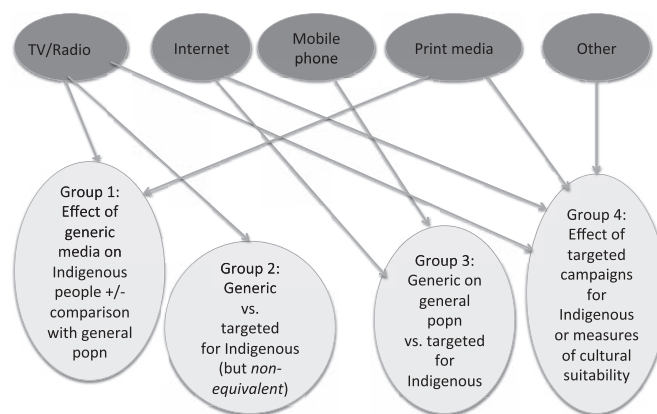 TV/Radio
Internet
Mobile
phone
Print media
Other
Group 1:
Effect of
generic
media on
Indigenous
people +/-
comparison
with general
popn
Group 2:
Generic
vs.
targeted
for Indigenous
(but non-
equivalent)
Group 3:
Generic on
general
popn
vs. targeted
for
Indigenous
Group 4:
Effect of
targeted
campaigns
for
Indigenous
or measures
of cultural
suitability